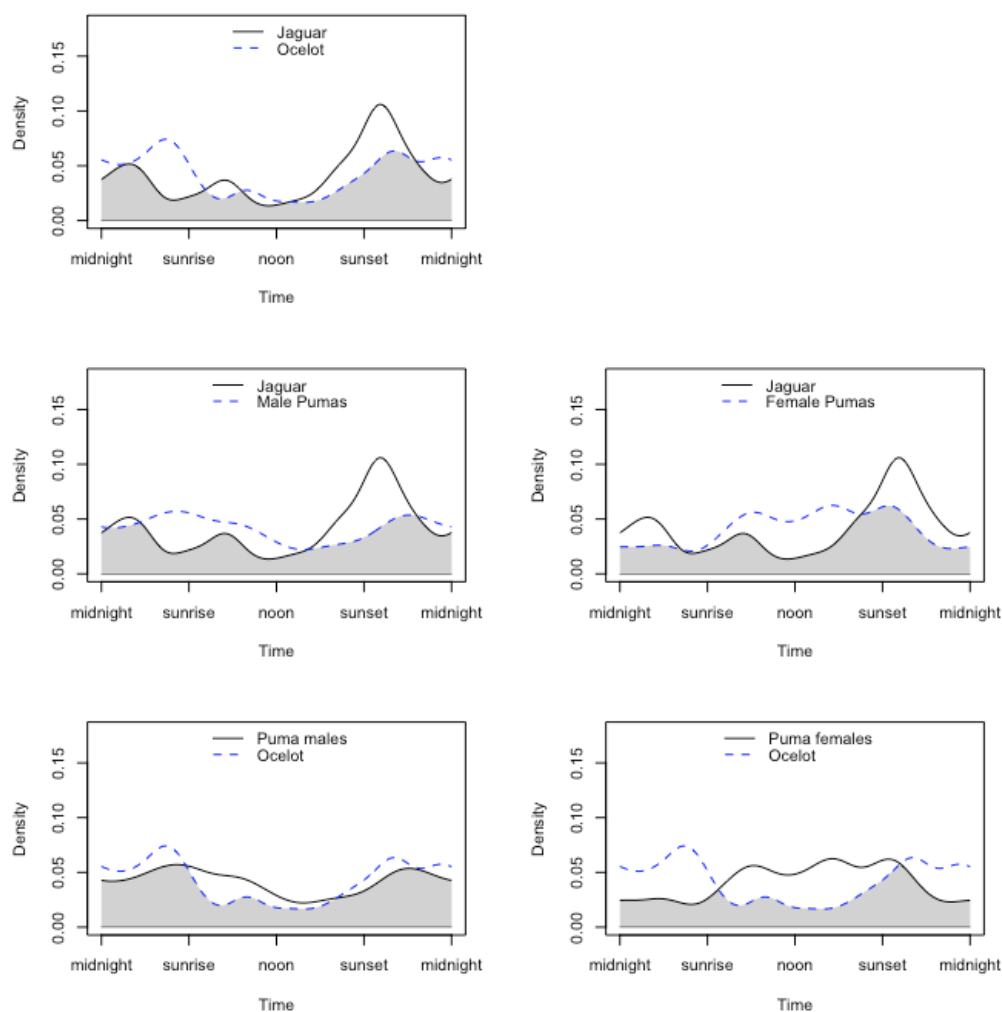 Jaguar
Ocelot
0.15
0.10
0.05
0.00
Density
midnight sunrise noon sunset midnight
Time
Jaguar
Male Pumas
0.15
0.10
0.05
0.00
Density
midnight sunrise noon sunset midnight
Time
Jaguar
Female Pumas
0.15
0.10
0.05
0.00
Density
midnight sunrise noon sunset midnight
Time
Puma males
Ocelot
0.15
0.10
0.05
0.00
Density
midnight sunrise noon sunset midnight
Time
Puma females
Ocelot
0.15
0.10
0.05
0.00
Density
midnight sunrise noon sunset midnight
Time